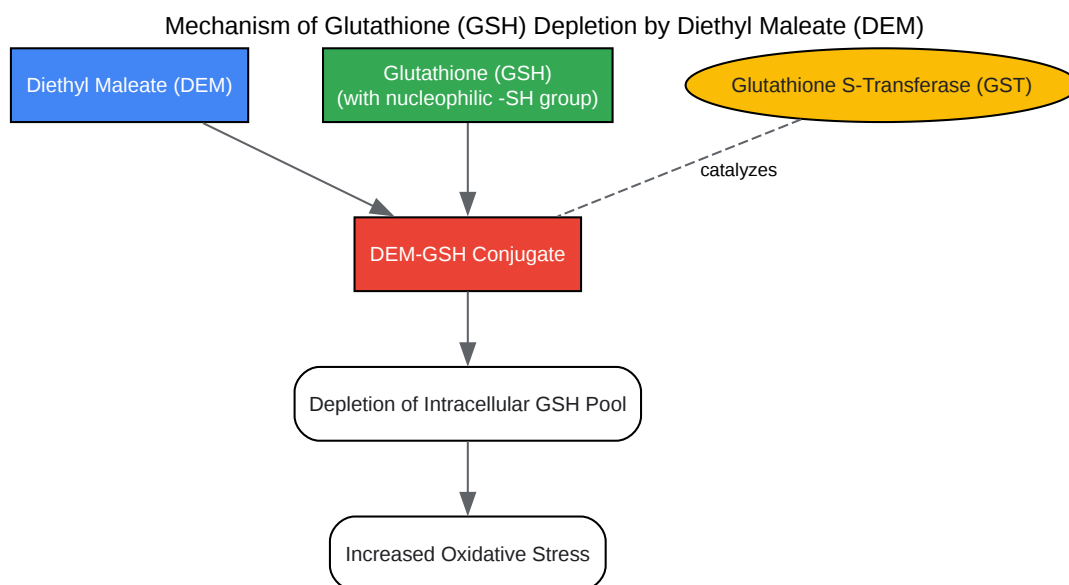 Mechanism of Glutathione (GSH) Depletion by Diethyl Maleate (DEM)
Diethyl Maleate (DEM)
Glutathione (GSH)
(with nucleophilic -SH group)
Glutathione S-Transferase (GST)
catalyzes
DEM-GSH Conjugate
Depletion of Intracellular GSH Pool
Increased Oxidative Stress